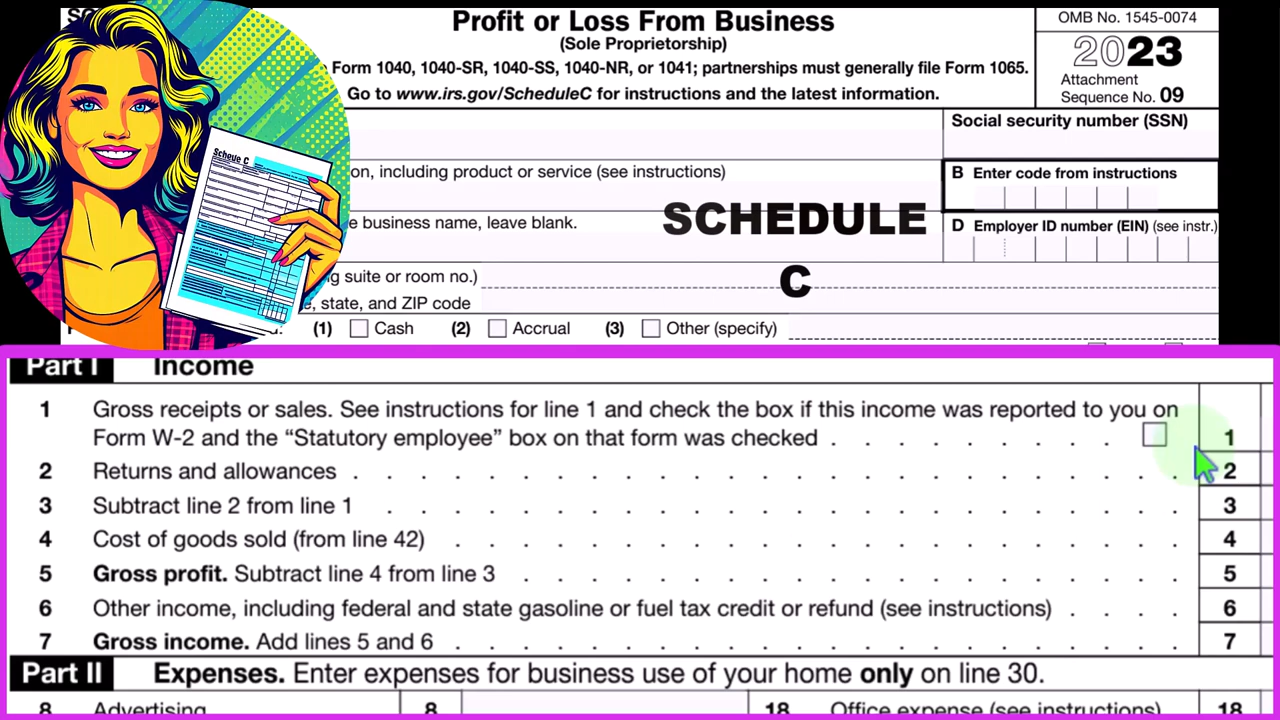 Profit or Loss From Business
(Sole Proprietorship)
Form 1040, 1040-SR, 1040-SS, 1040-NR, or 1041; partnerships must generally file Form 1065.
Go to www.irs.gov/ScheduleC for instructions and the latest information.
OMB No. 1545-0074
2023
Attachment
Sequence No. 09
Scheue C
Social security number (SSN)
on, including product or service (see instructions)
B Enter code from instructions
SCHEDULE
C
e business name, leave blank.
D Employer ID number (EIN) (see instr.)
g suite or room no.)
, state, and ZIP code
(1) Cash (2) Accrual (3) Other (specify)
Part I Income
1 Gross receipts or sales. See instructions for line 1 and check the box if this income was reported to you on
Form W-2 and the “Statutory employee” box on that form was checked . . . . . . . . . 1
2 Returns and allowances . . . . . . . . . . . . . . . . . . . . . . . . . 2
3 Subtract line 2 from line 1 . . . . . . . . . . . . . . . . . . . . . . . . 3
4 Cost of goods sold (from line 42) . . . . . . . . . . . . . . . . . . . . . . 4
5 Gross profit. Subtract line 4 from line 3 . . . . . . . . . . . . . . . . . . . . 5
6 Other income, including federal and state gasoline or fuel tax credit or refund (see instructions) . . . . 6
7 Gross income. Add lines 5 and 6 . . . . . . . . . . . . . . . . . . . . . . 7
Part II Expenses. Enter expenses for business use of your home only on line 30.
8 Advertising 8 18 Office expense (see instructions) 18